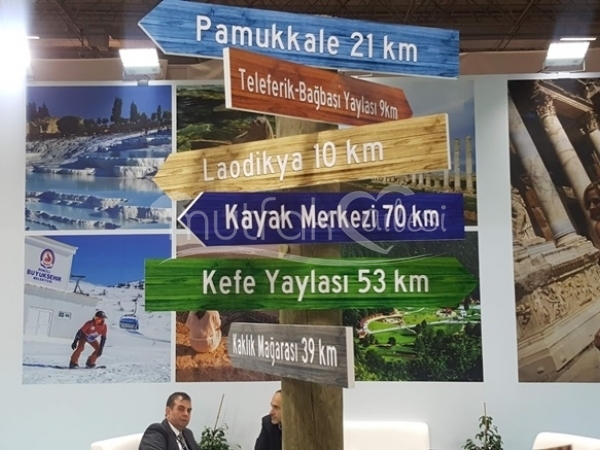 Pamukkale 21 km
Teleferik-Bağbaşı Yaylası 9km
Laodikya 10 km
Kayak Merkezi 70 km
Kefe Yaylası 53 km
Kaklık Mağarası 39 km
BÜYÜKŞEHİR